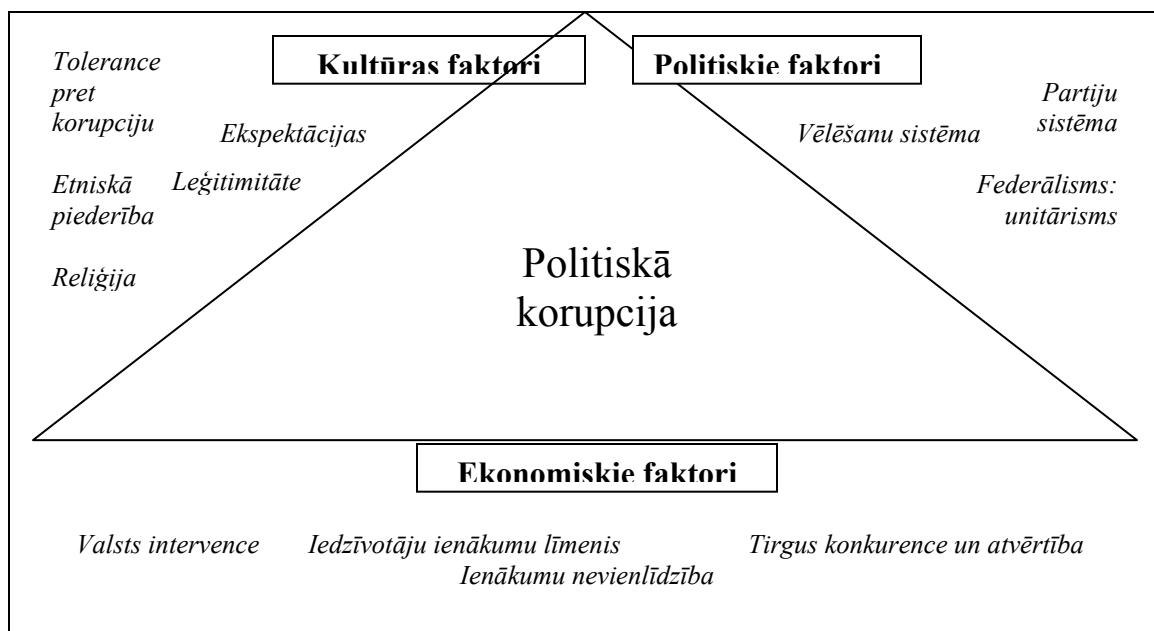 Kultūras faktori
Politiskie faktori
Tolerance
pret
korupciju
Ekspektācijas
Leģitimitāte
Etniskā
piederība
Reliģija
Partiju
sistēma
Vēlēšanu sistēma
Federālisms:
unitārisms
Politiskā
korupcija
Ekonomiskie faktori
Valsts intervence
Iedzīvotāju ienākumu līmenis
Ienākumu nevienlīdzība
Tirgus konkurence un atvērtība